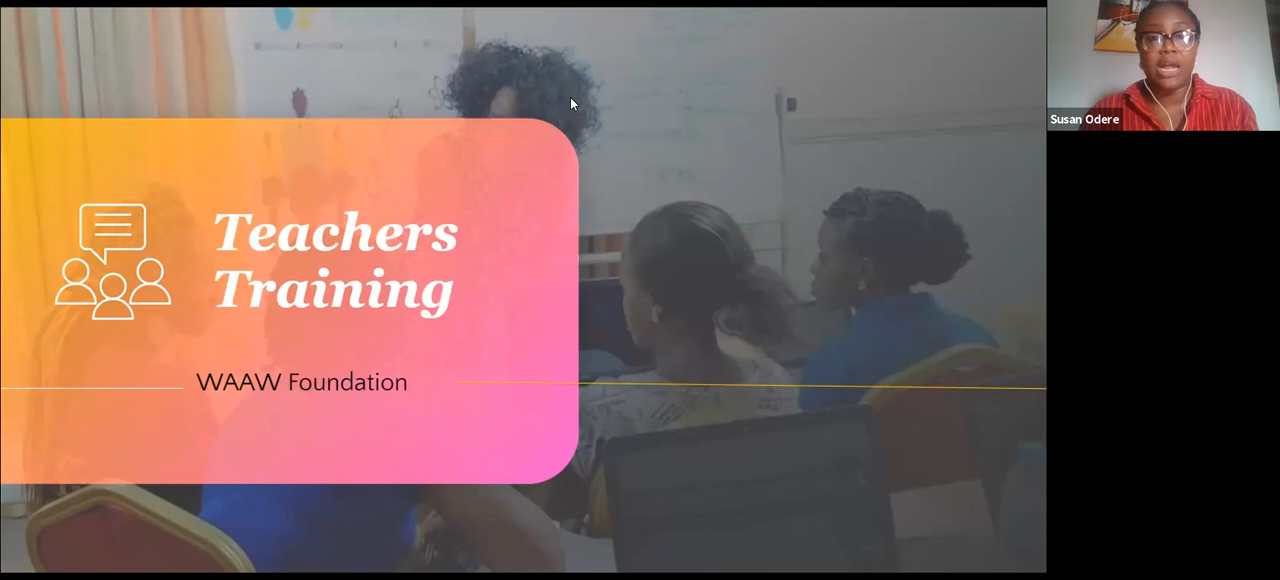 Teachers
Training
WAAW Foundation
Susan Odere